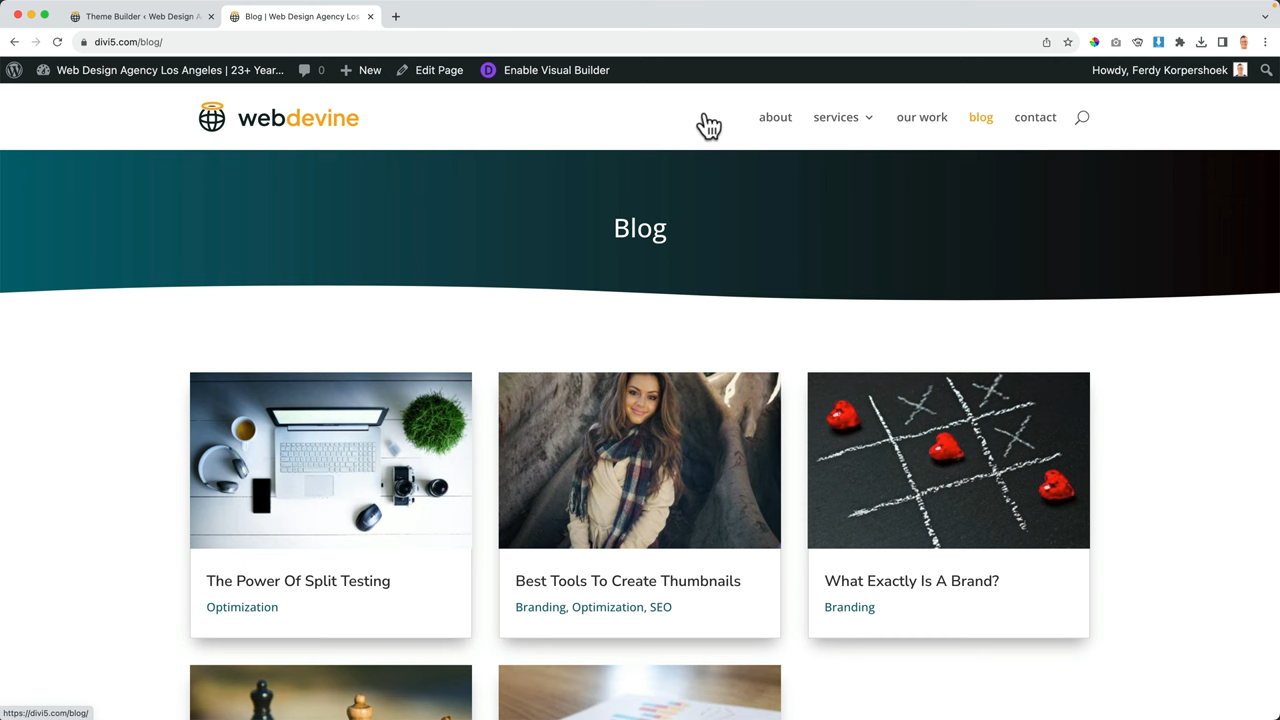 Theme Builder ‹ Web Design A
Blog | Web Design Agency Los
divi5.com/blog/
Web Design Agency Los Angeles | 23+ Year...
0
New
Edit Page
D
Enable Visual Builder
Howdy, Ferdy Korpershoek
webdevine
about
services
our work
blog
contact
Blog
The Power Of Split Testing
Optimization
Best Tools To Create Thumbnails
Branding, Optimization, SEO
What Exactly Is A Brand?
Branding
https://divi5.com/blog/